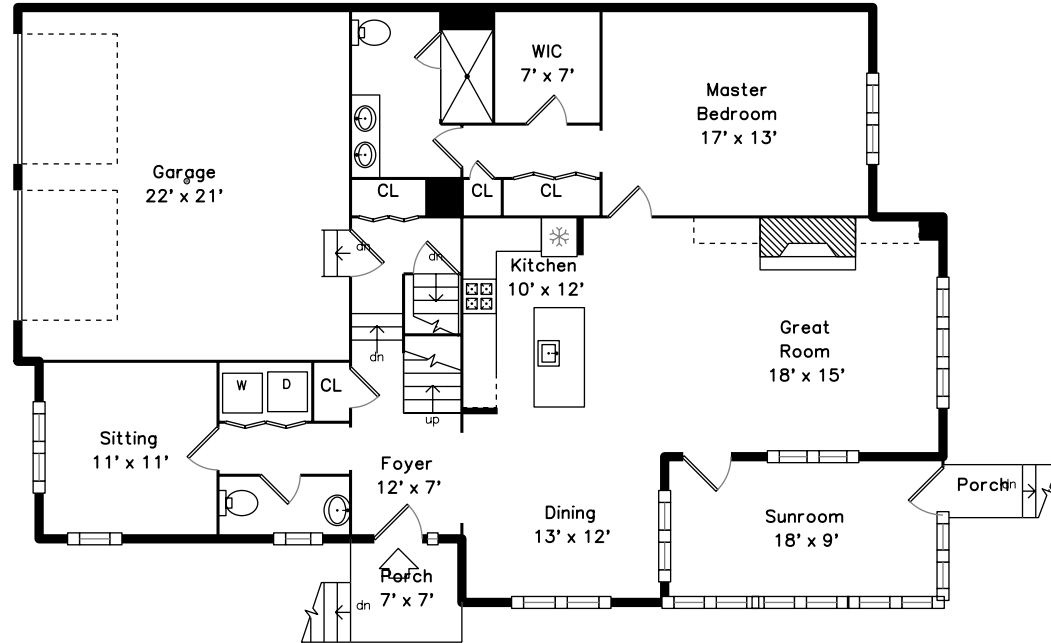 WIC
7' x 7'
Master
Bedroom
17' x 13'
Garage
22' x 21'
CL
CL
CL
dn
dn
Kitchen
10' x 12'
Great
Room
18' x 15'
dn
W
D
CL
up
Sitting
11' x 11'
Foyer
12' x 7'
Porch
dn
Dining
13' x 12'
Sunroom
18' x 9'
Porch
7' x 7'
dn